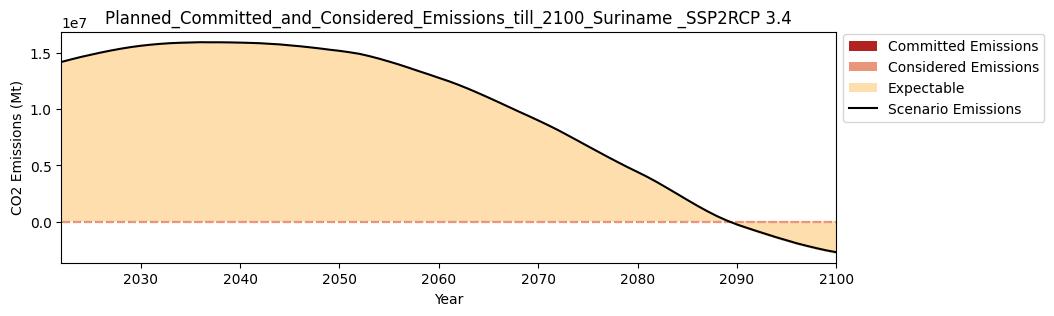 Planned_Committed_and_Considered_Emissions_till_2100_Suriname _SSP2RCP 3.4
1e7
1.5
1.0
0.5
0.0
CO2 Emissions (Mt)
2030 2040 2050 2060 2070 2080 2090 2100
Year
Committed Emissions
Considered Emissions
Expectable
Scenario Emissions